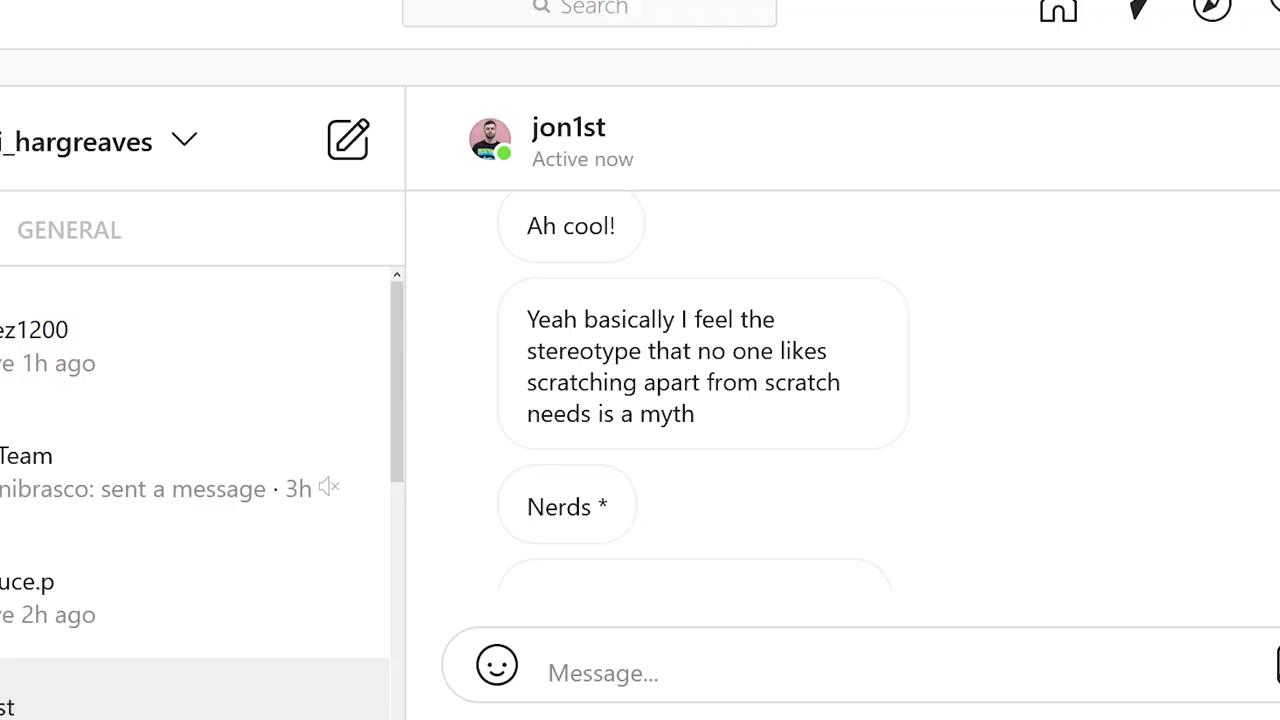 Search
i_hargreaves
jon1st
Active now
GENERAL
ez1200
ve 1h ago
Team
nibrasco: sent a message · 3h
uce.p
ve 2h ago
st
Ah cool!
Yeah basically I feel the
stereotype that no one likes
scratching apart from scratch
needs is a myth
Nerds *
Message...